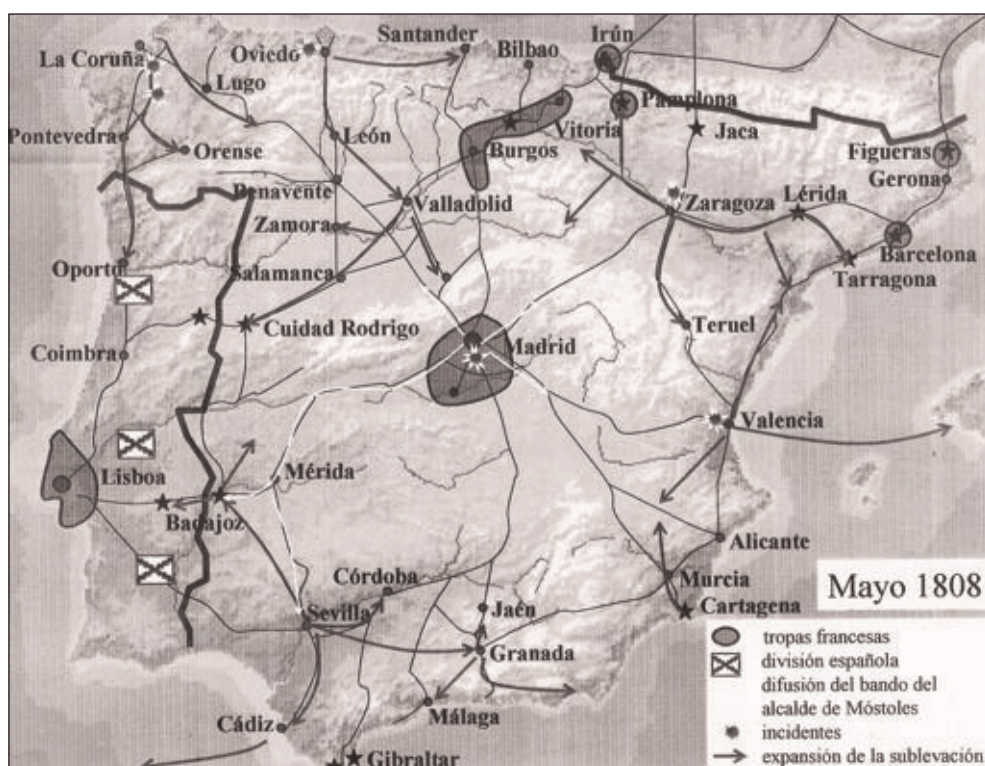 Santander
Irún
La Coruña
Oviedo
Bilbao
Lugo
Pamplona
Pontevedra
León
Vitoria
Jaca
Orense
Burgos
Figueras
Benavente
Gerona
Valladolid
Zaragoza
Lérida
Zamora
Barcelona
Oporto
Salamanca
Tarragona
Cuidad Rodrigo
Teruel
Coimbra
Madrid
Valencia
Lisboa
Mérida
Badajoz
Alicante
Córdoba
Murcia
Mayo 1808
Sevilla
Jaén
Cartagena
Granada
Cádiz
Málaga
Gibraltar
tropas francesas
división española
difusión del bando del
alcalde de Móstoles
incidentes
expansión de la sublevación